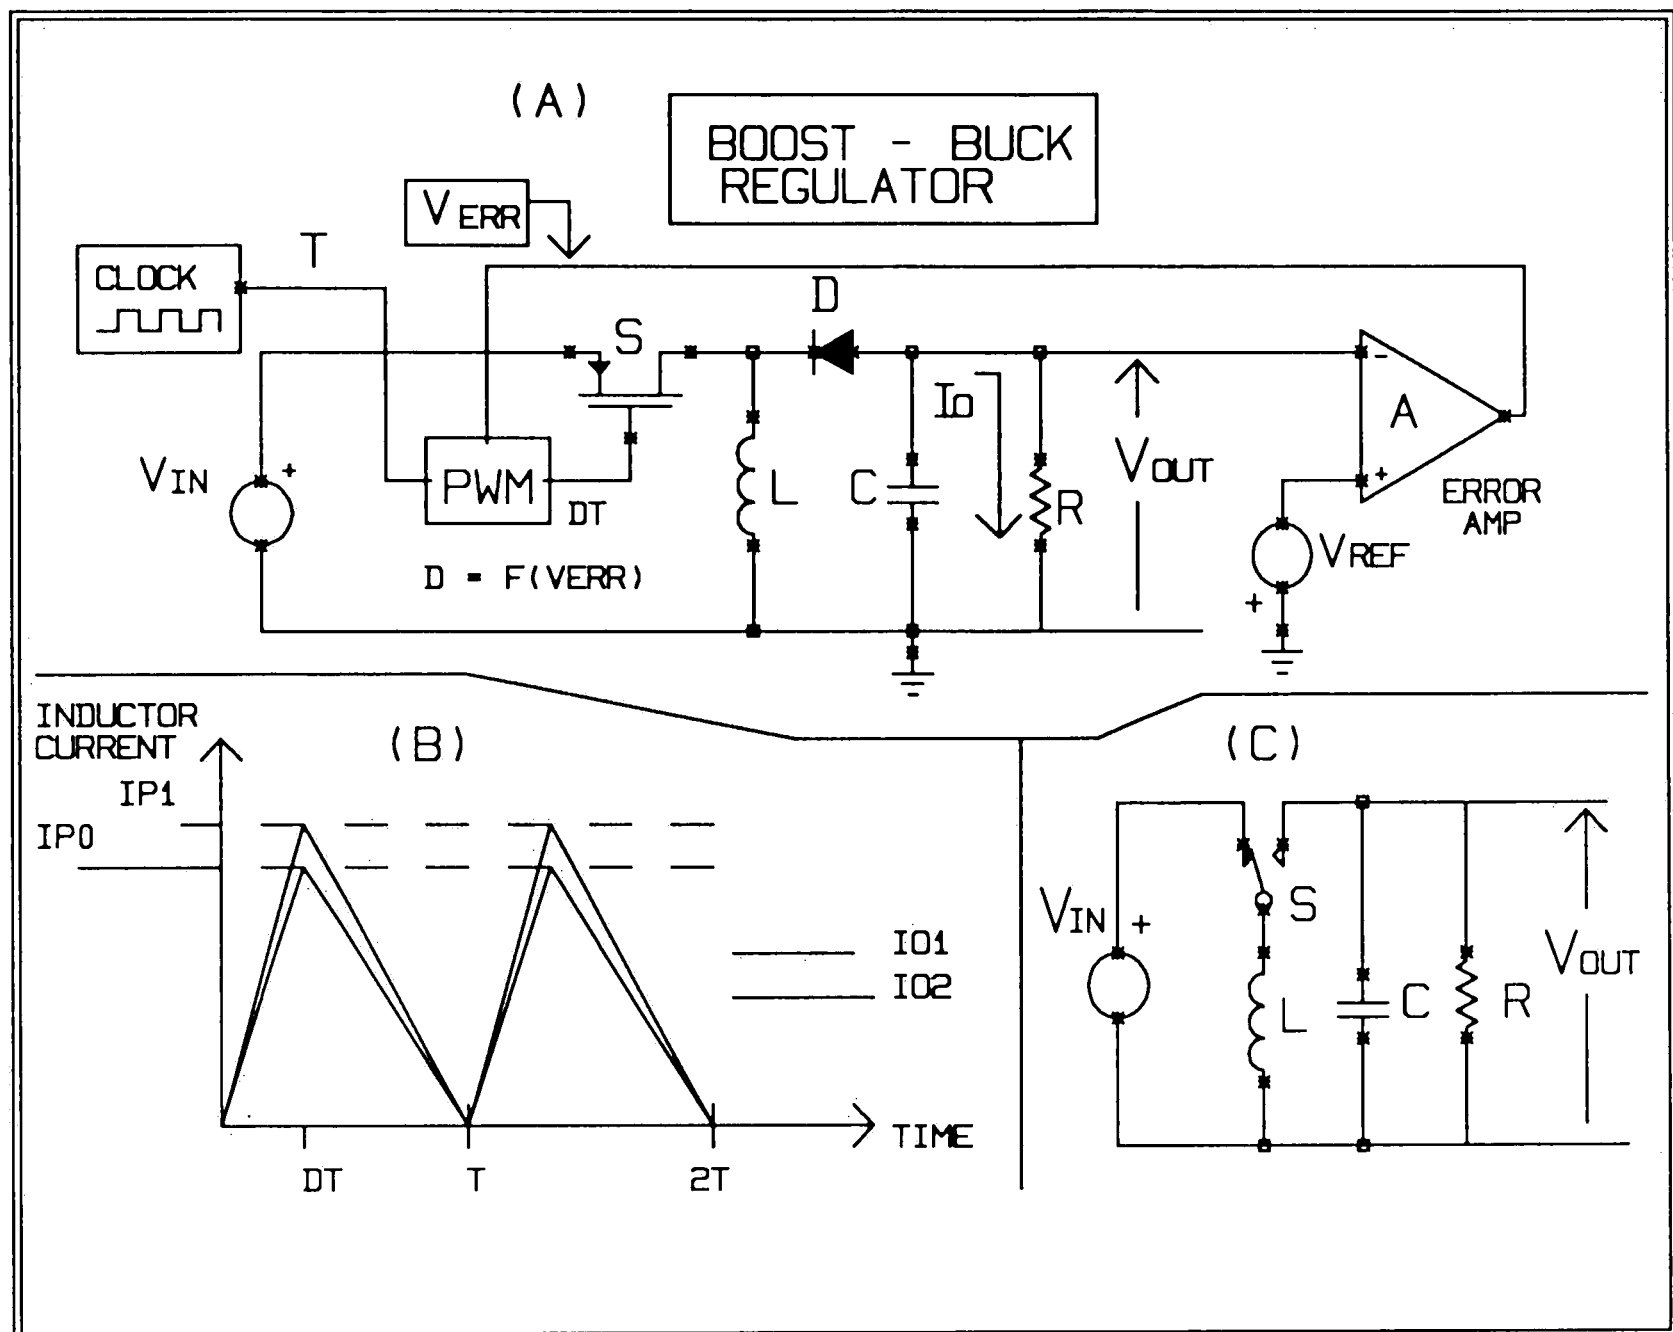 (A)
BOOST - BUCK
REGULATOR
VERR
T
CLOCK
D
S
-
A
IO
VOUT
VIN
+
PWM
DT
L
C
R
+
ERROR
AMP
VREF
+
D = F(VERR)
INDUCTOR
CURRENT
(B)
IP1
IP0
IO1
IO2
TIME
DT
T
2T
(C)
VIN
+
S
L
C
R
VOUT